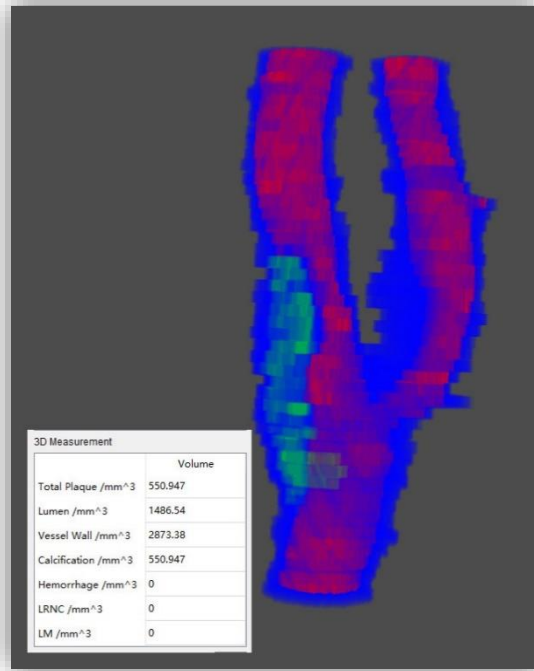 3D Measurement
Volume
Total Plaque /mm^3 550.947
Lumen /mm^3 1486.54
Vessel Wall /mm^3 2873.38
Calcification /mm^3 550.947
Hemorrhage /mm^3 0
LRNC /mm^3 0
LM /mm^3 0